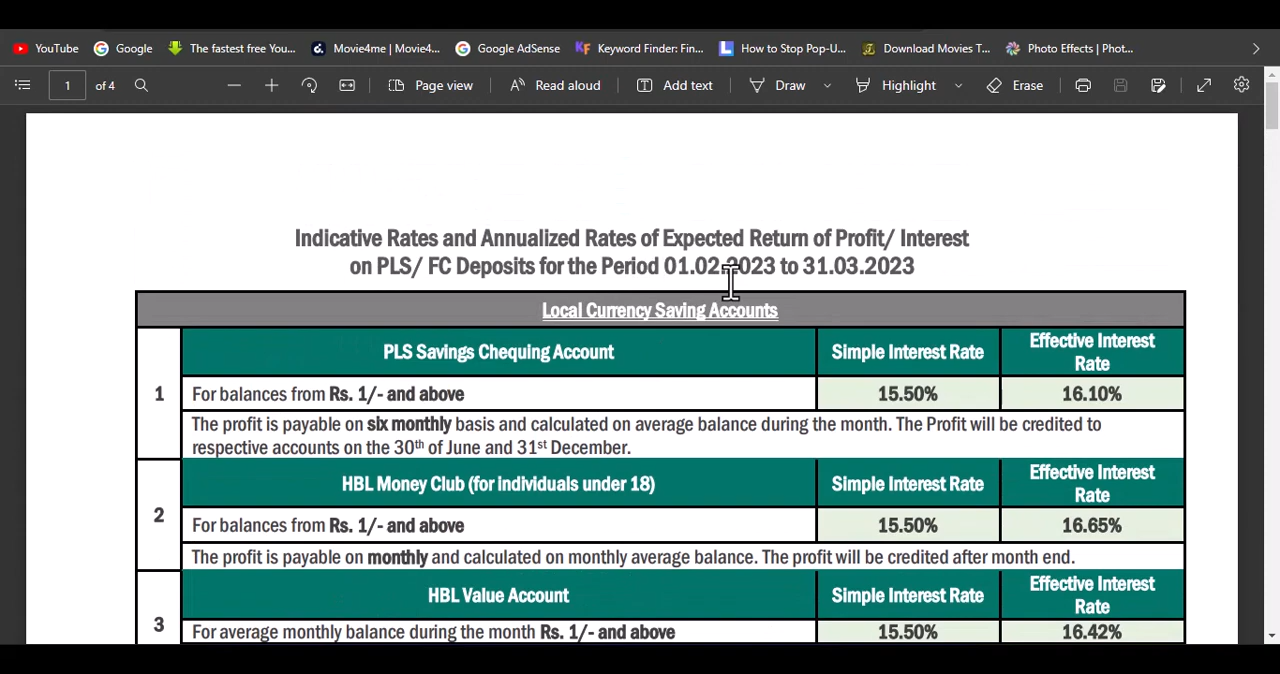 YouTube
Google
The fastest free You...
Movie4me | Movie4...
Google AdSense
Keyword Finder: Fin...
How to Stop Pop-U...
Download Movies T...
Photo Effects | Phot...
1 of 4
Page view
Read aloud
Add text
Draw
Highlight
Erase
Indicative Rates and Annualized Rates of Expected Return of Profit/ Interest
on PLS/ FC Deposits for the Period 01.02.2023 to 31.03.2023
Local Currency Saving Accounts
1
PLS Savings Chequing Account
Simple Interest Rate
Effective Interest
Rate
For balances from Rs. 1/- and above
15.50%
16.10%
The profit is payable on six monthly basis and calculated on average balance during the month. The Profit will be credited to
respective accounts on the 30th of June and 31st December.
2
HBL Money Club (for individuals under 18)
Simple Interest Rate
Effective Interest
Rate
For balances from Rs. 1/- and above
15.50%
16.65%
The profit is payable on monthly and calculated on monthly average balance. The profit will be credited after month end.
3
HBL Value Account
Simple Interest Rate
Effective Interest
Rate
For average monthly balance during the month Rs. 1/- and above
15.50%
16.42%